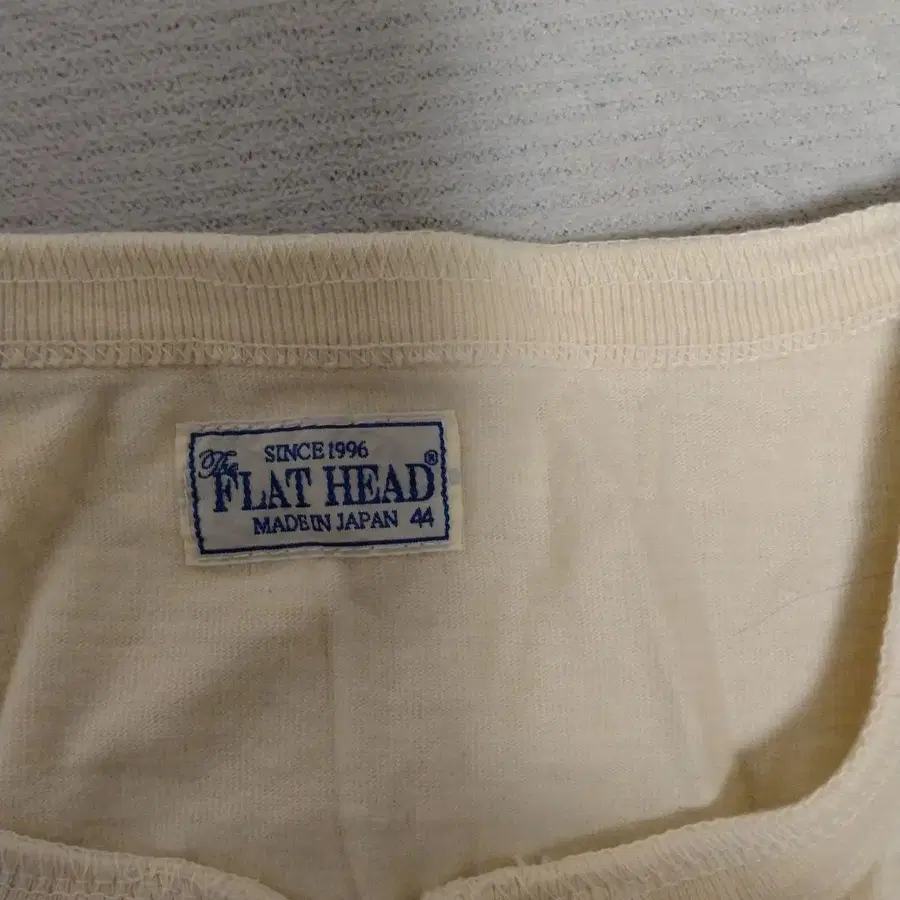 SINCE 1996
The
FLAT HEAD®
MADE IN JAPAN 44